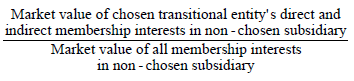 Market value of chosen transitional entity's direct and
indirect membership interests in non - chosen subsidiary
Market value of all membership interests
in non - chosen subsidiary